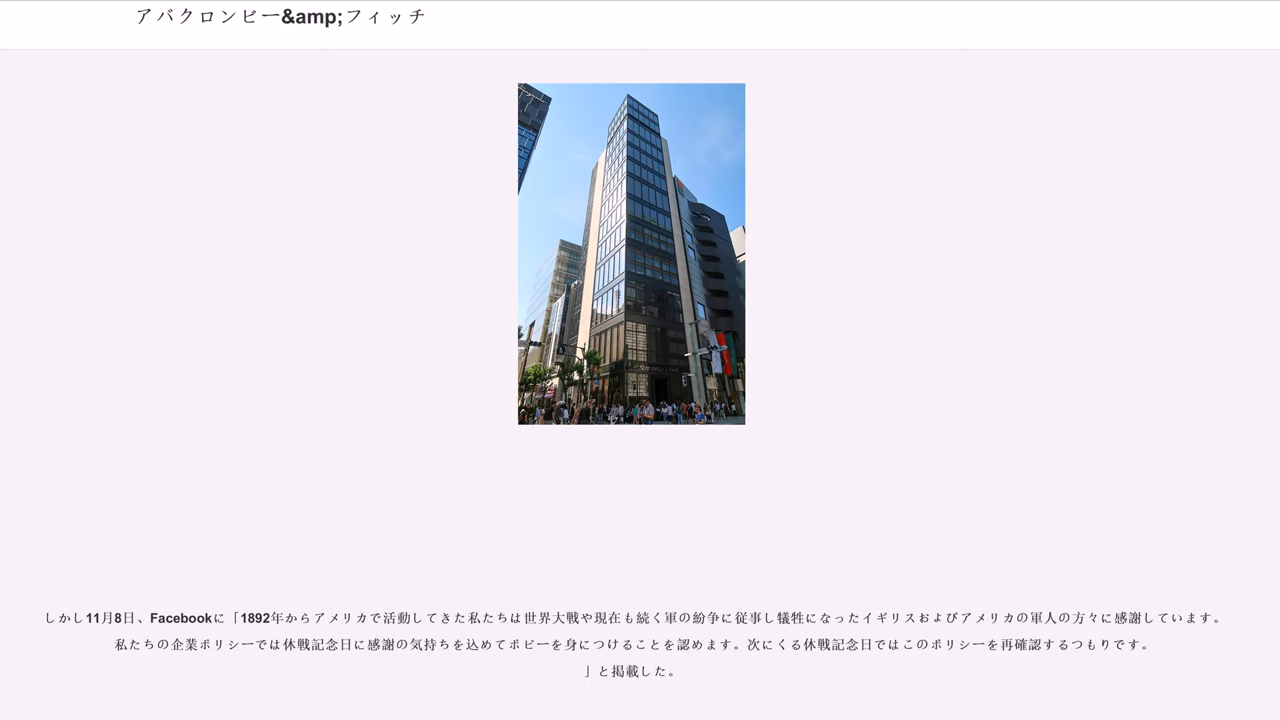 アバクロンビー&amp;フィッチ
しかし11月8日、Facebookに「1892年からアメリカで活動してきた私たちは世界大戦や現在も続く軍の紛争に従事し犠牲になったイギリスおよびアメリカの軍人の方々に感謝しています。
私たちの企業ポリシーでは休戦記念日に感謝の気持ちを込めてポピーを身につけることを認めます。次にくる休戦記念日ではこのポリシーを再確認するつもりです。
」と掲載した。